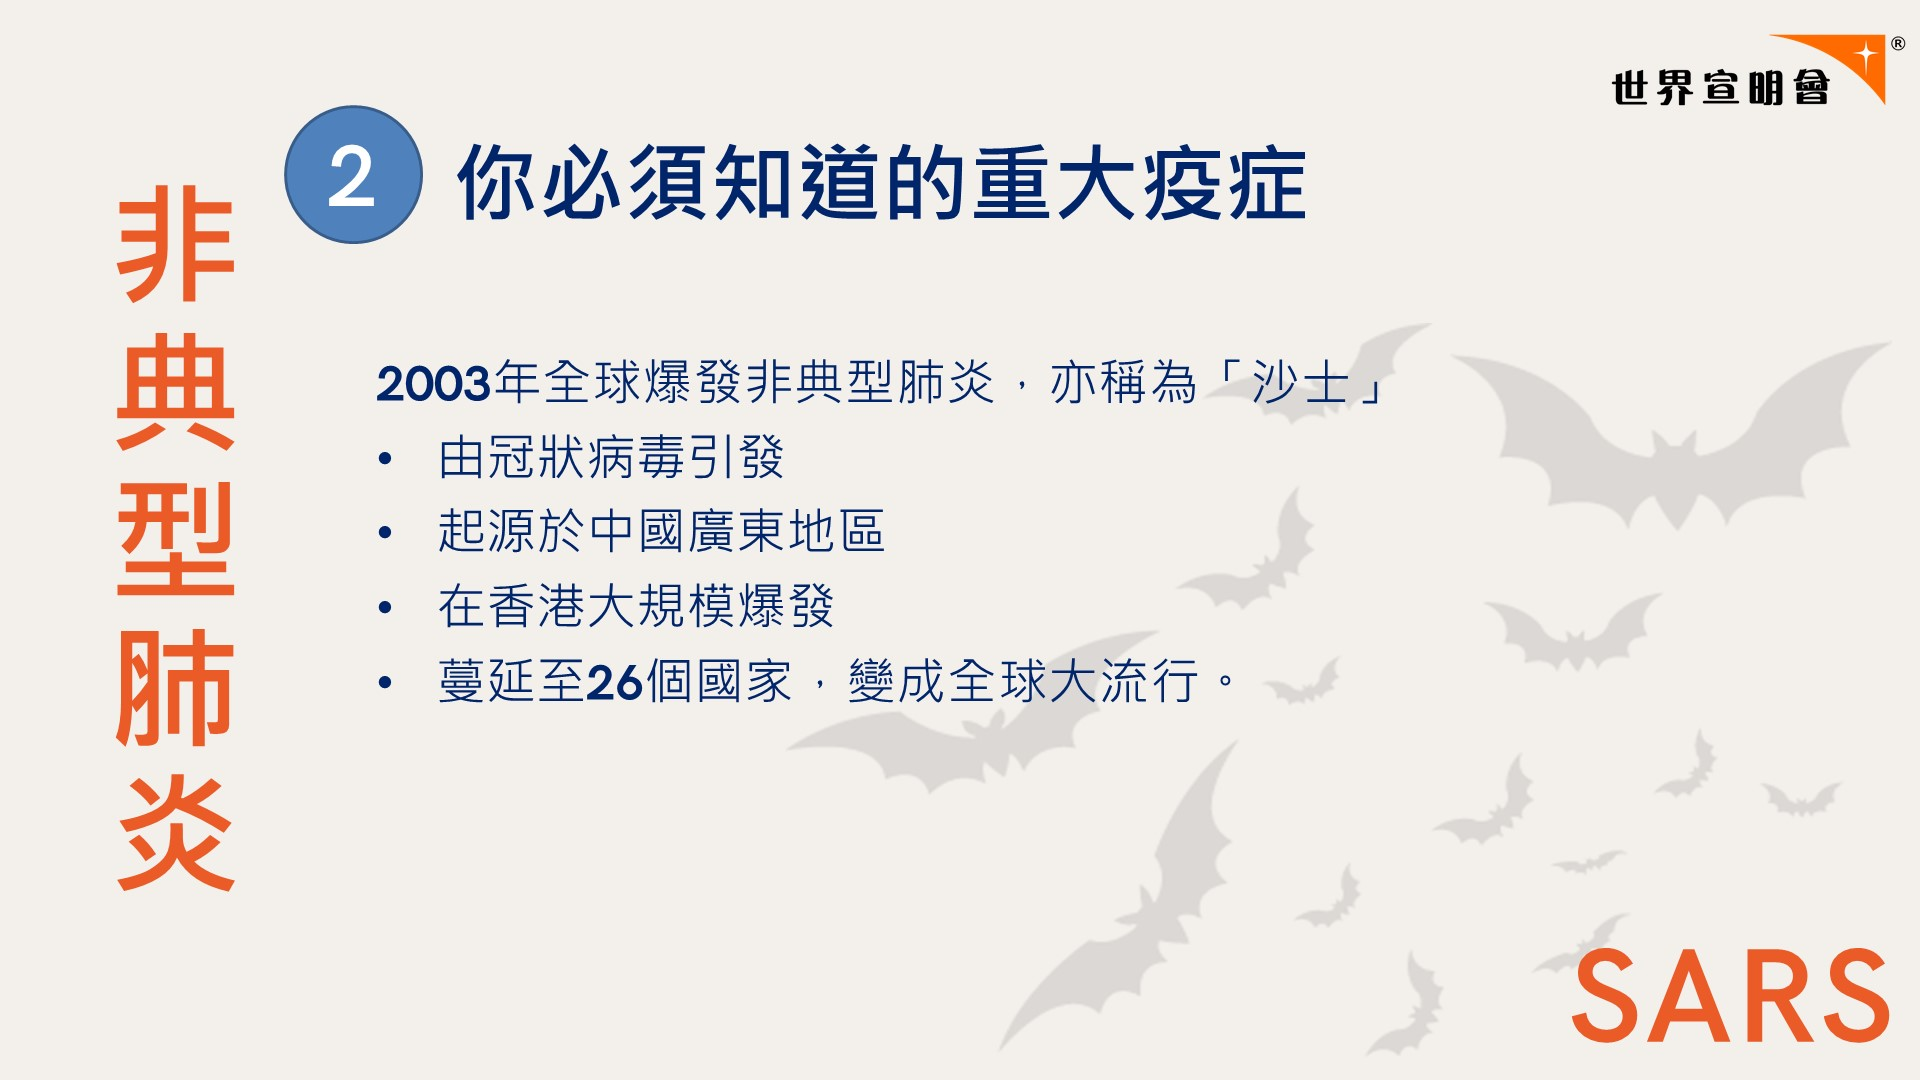 世界宣明會®
2 你必須知道的重大疫症
非典型肺炎
2003年全球爆發非典型肺炎，亦稱為「沙士」
• 由冠狀病毒引發
• 起源於中國廣東地區
• 在香港大規模爆發
• 蔓延至26個國家，變成全球大流行。
SARS